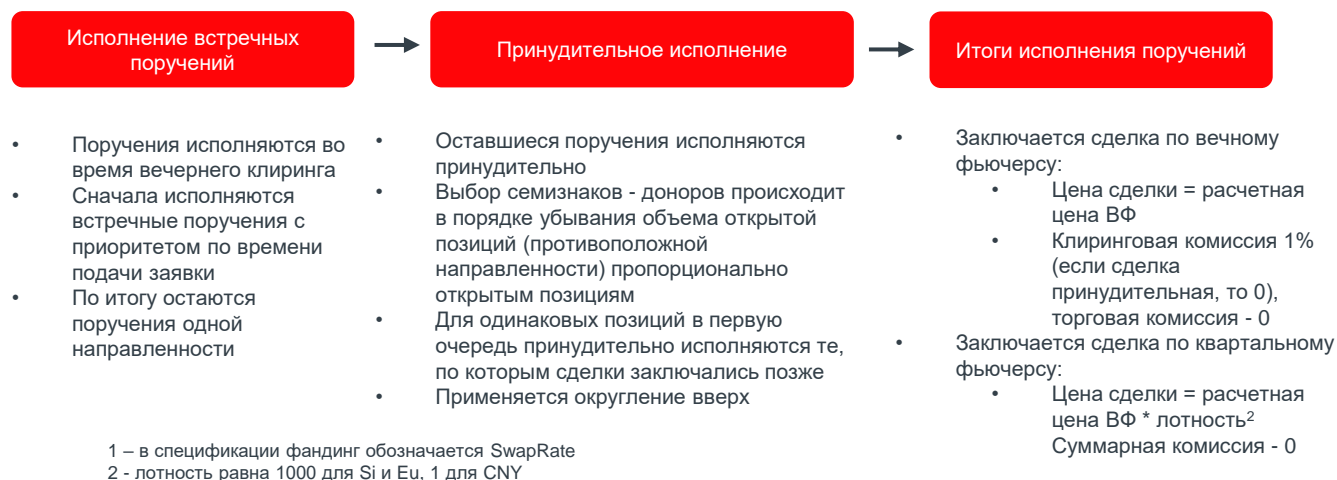 Исполнение встречных
поручений
Принудительное исполнение
Итоги исполнения поручений
• Поручения исполняются во
время вечернего клиринга
• Сначала исполняются
встречные поручения с
приоритетом по времени
подачи заявки
• По итогу остаются
поручения одной
направленности
• Оставшиеся поручения исполняются
принудительно
• Выбор семизнаков - доноров происходит
в порядке убывания объема открытой
позиций (противоположной
направленности) пропорционально
открытым позициям
• Для одинаковых позиций в первую
очередь принудительно исполняются те,
по которым сделки заключались позже
• Применяется округление вверх
• Заключается сделка по вечному
фьючерсу:
• Цена сделки = расчетная
цена ВФ
• Клиринговая комиссия 1%
(если сделка
принудительная, то 0),
торговая комиссия - 0
• Заключается сделка по квартальному
фьючерсу:
• Цена сделки = расчетная
цена ВФ * лотность²
Суммарная комиссия - 0
1 – в спецификации фандинг обозначается SwapRate
2 - лотность равна 1000 для Si и Eu, 1 для CNY